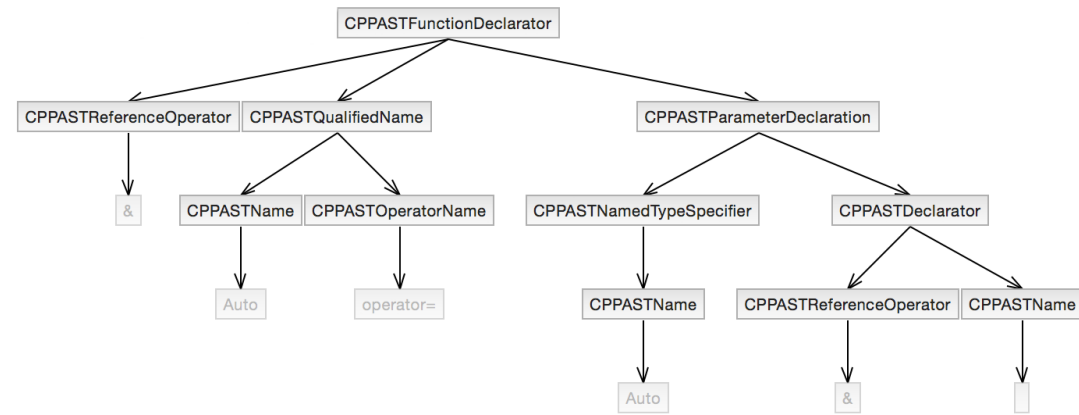 CPPASTFunctionDeclarator
CPPASTReferenceOperator CPPASTQualifiedName CPPASTParameterDeclaration
& CPPASTName CPPASTOperatorName CPPASTNamedTypeSpecifier CPPASTDeclarator
Auto operator= CPPASTName CPPASTReferenceOperator CPPASTName
Auto &